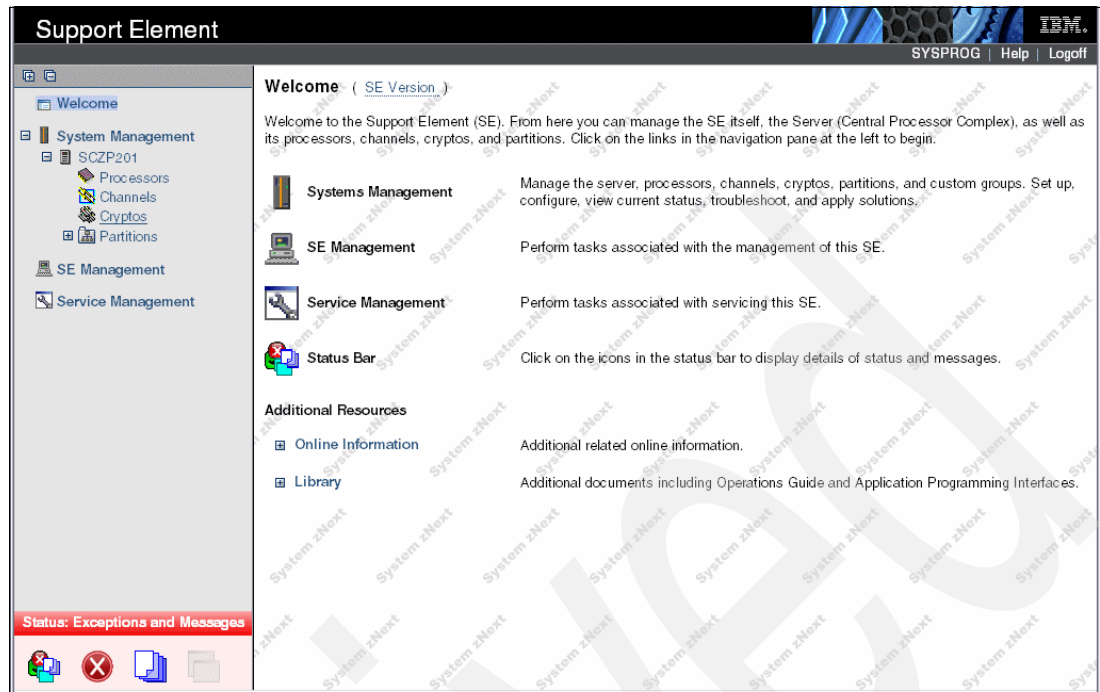 Support Element
IBM.
SYSPROG | Help | Logoff
Welcome
System Management
SCZP201
Processors
Channels
Cryptos
Partitions
SE Management
Service Management
Status: Exceptions and Messages
Welcome ( SE Version )
Welcome to the Support Element (SE). From here you can manage the SE itself, the Server (Central Processor Complex), as well as
its processors, channels, cryptos, and partitions. Click on the links in the navigation pane at the left to begin.
Systems Management
Manage the server, processors, channels, cryptos, partitions, and custom groups. Set up,
configure, view current status, troubleshoot, and apply solutions.
SE Management
Perform tasks associated with the management of this SE.
Service Management
Perform tasks associated with servicing this SE.
Status Bar
Click on the icons in the status bar to display details of status and messages.
Additional Resources
Online Information
Additional related online information.
Library
Additional documents including Operations Guide and Application Programming Interfaces.
System zNext